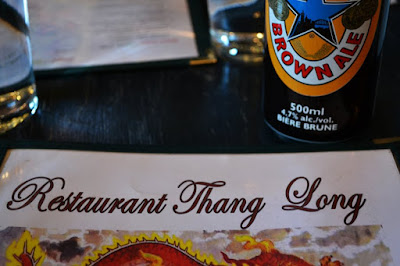 BROWN ALE
500ml
4.7% alc./vol.
BIÈRE BRUNE
Restaurant Thang Long